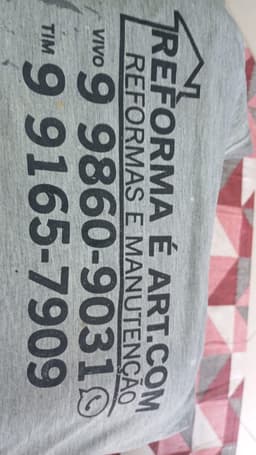 REFORMA É ART.COM
REFORMAS E MANUTENÇÃO
VIVO 9 9860-9031
TIM 9 9165-7909